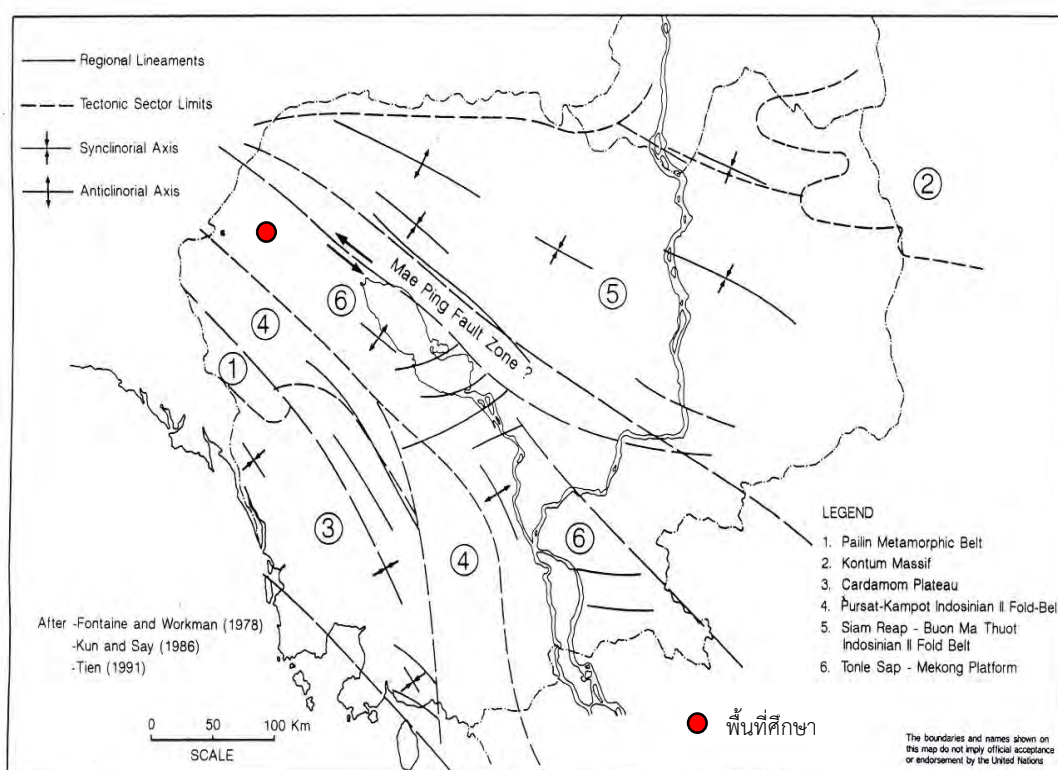 Regional Lineaments
Tectonic Sector Limits
Synclinorial Axis
Anticlinorial Axis
2
Mae Ping Fault Zone ?
5
6
4
1
3
4
6
LEGEND
1. Pailin Metamorphic Belt
2. Kontum Massif
3. Cardamom Plateau
4. Pursat-Kampot Indosinian II Fold-Bel
5. Siam Reap - Buon Ma Thuot
Indosinian II Fold Belt
6. Tonle Sap - Mekong Platform
After -Fontaine and Workman (1978)
-Kun and Say (1986)
-Tien (1991)
0 50 100 Km
SCALE
พื้นที่ศึกษา
The boundaries and names shown on
this map do not imply official acceptance
or endorsement by the United Nations